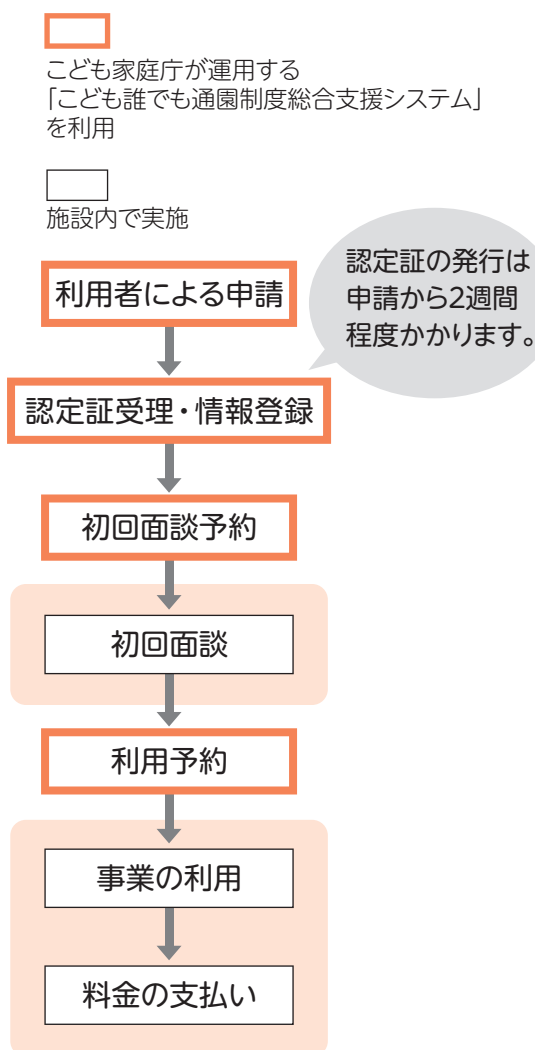 こども家庭庁が運用する
「こども誰でも通園制度総合支援システム」
を利用
施設内で実施
利用者による申請
認定証の発行は
申請から2週間
程度かかります。
認定証受理・情報登録
初回面談予約
初回面談
利用予約
事業の利用
料金の支払い